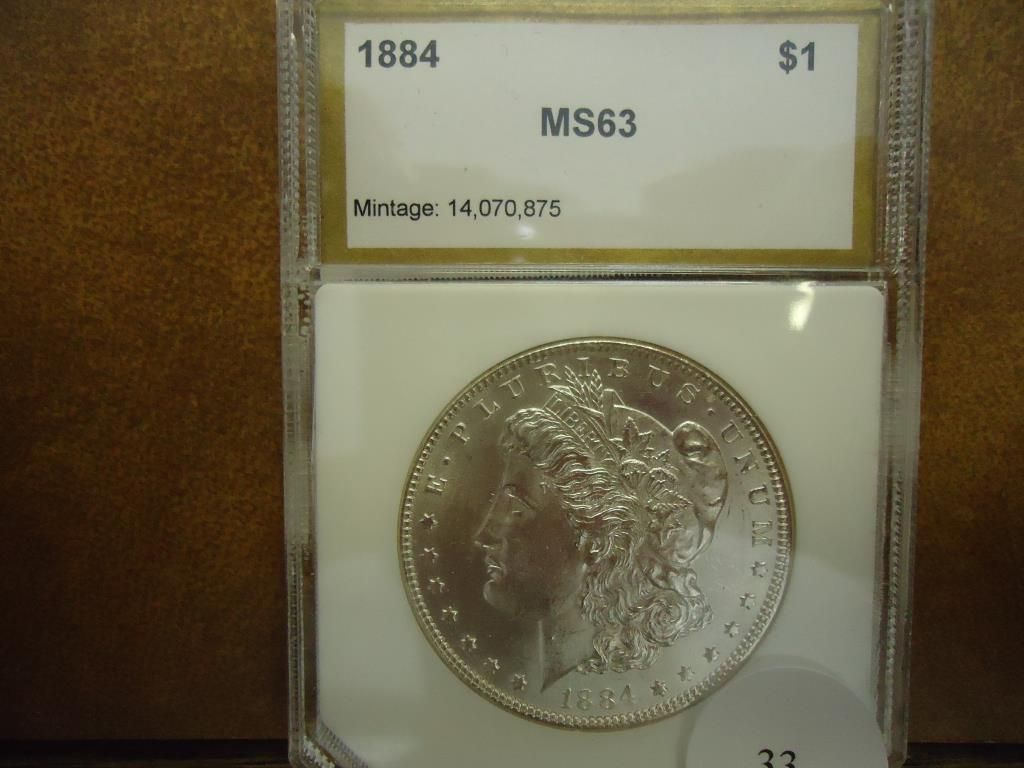 1884 $1
MS63
Mintage: 14,070,875
E · PLURIBUS · UNUM
LIBERTY
1884
33